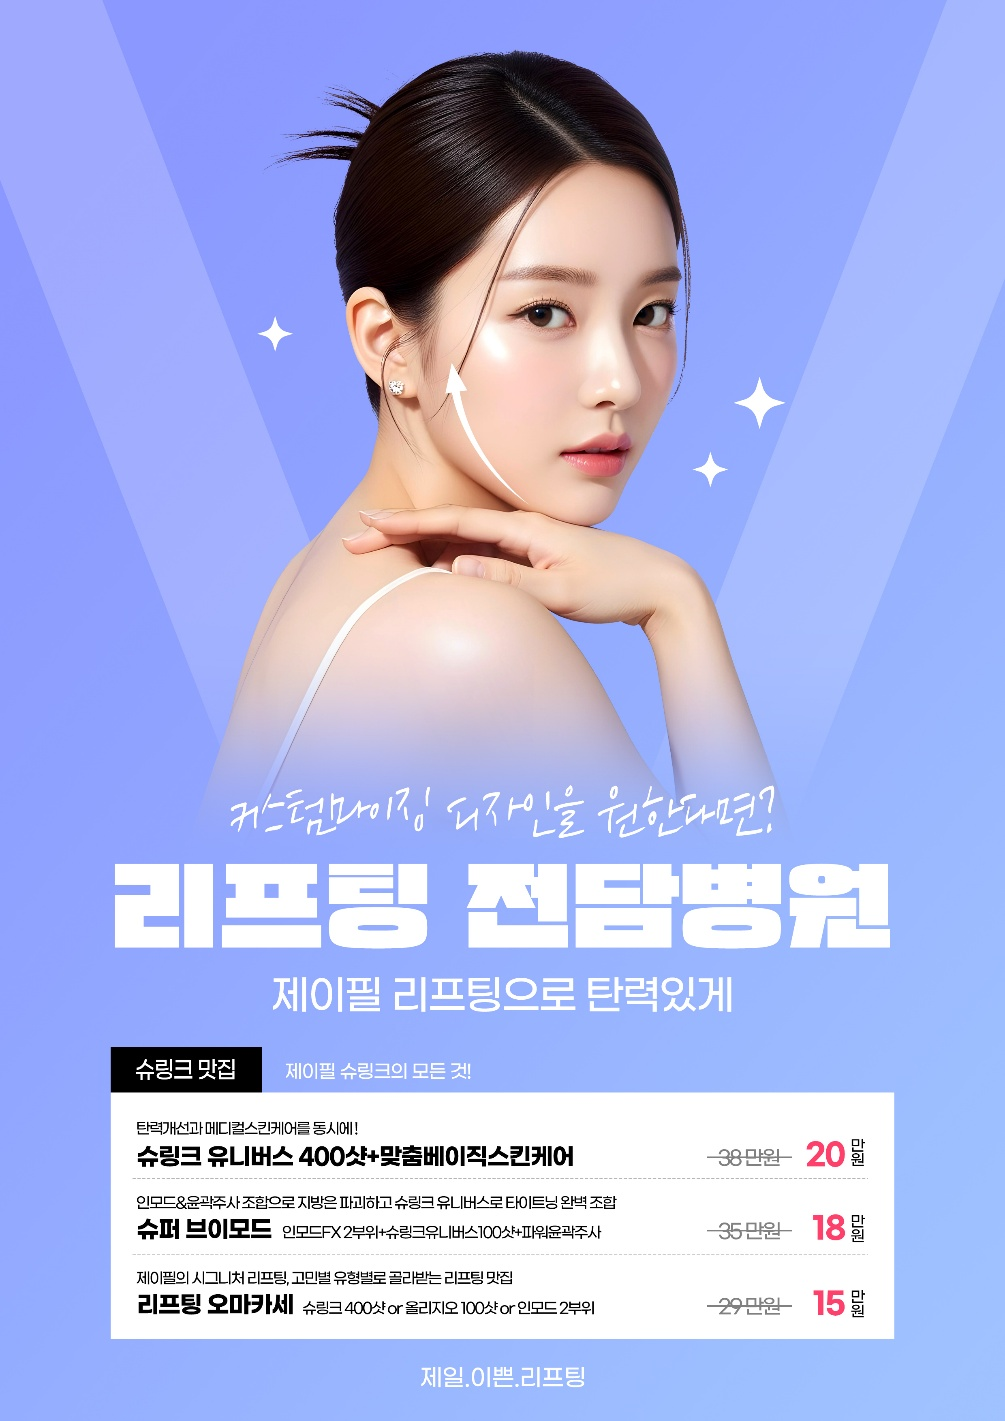 커스텀마이징 디자인을 원한다면?
리프팅 전담병원
제이필 리프팅으로 탄력있게
슈링크 맛집 제이필 슈링크의 모든 것!
탄력개선과 메디컬스킨케어를 동시에!
슈링크 유니버스 400샷+맞춤베이직스킨케어 38만원 20만원
인모드&윤곽주사 조합으로 지방은 파괴하고 슈링크 유니버스로 타이트닝 완벽 조합
슈퍼 브이모드 인모드FX 2부위+슈링크유니버스100샷+파워윤곽주사 35만원 18만원
제이필의 시그니처 리프팅, 고민별 유형별로 골라받는 리프팅 맛집
리프팅 오마카세 슈링크 400샷 or 올리지오 100샷 or 인모드 2부위 29만원 15만원
제일.이쁜.리프팅